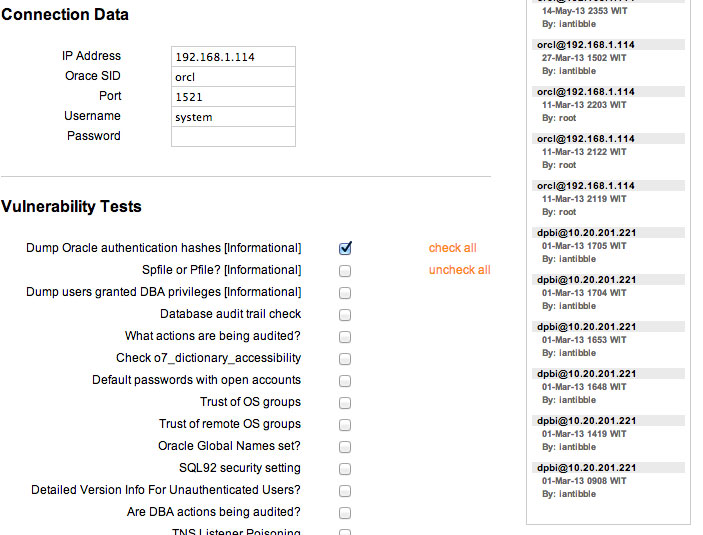 Connection Data
IP Address 192.168.1.114
Orace SID orcl
Port 1521
Username system
Password
Vulnerability Tests
Dump Oracle authentication hashes [Informational] check all
Spfile or Pfile? [Informational] uncheck all
Dump users granted DBA privileges [Informational]
Database audit trail check
What actions are being audited?
Check o7_dictionary_accessibility
Default passwords with open accounts
Trust of OS groups
Trust of remote OS groups
Oracle Global Names set?
SQL92 security setting
Detailed Version Info For Unauthenticated Users?
Are DBA actions being audited?
TNS Listener Poisoning
14-May-13 2353 WIT
By: iantibble
orcl@192.168.1.114
27-Mar-13 1502 WIT
By: iantibble
orcl@192.168.1.114
11-Mar-13 2203 WIT
By: root
orcl@192.168.1.114
11-Mar-13 2122 WIT
By: root
orcl@192.168.1.114
11-Mar-13 2119 WIT
By: root
dpbi@10.20.201.221
01-Mar-13 1705 WIT
By: iantibble
dpbi@10.20.201.221
01-Mar-13 1704 WIT
By: iantibble
dpbi@10.20.201.221
01-Mar-13 1653 WIT
By: iantibble
dpbi@10.20.201.221
01-Mar-13 1648 WIT
By: iantibble
dpbi@10.20.201.221
01-Mar-13 1419 WIT
By: iantibble
dpbi@10.20.201.221
01-Mar-13 0908 WIT
By: iantibble